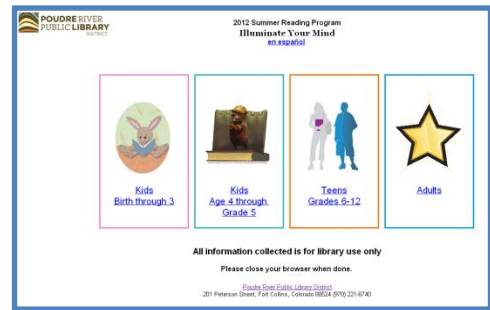 POUDRE RIVER
PUBLIC LIBRARY
DISTRICT
2012 Summer Reading Program
Illuminate Your Mind
en español
Kids
Birth through 3
Kids
Age 4 through
Grade 5
Teens
Grades 6-12
Adults
All information collected is for library use only
Please close your browser when done.
Poudre River Public Library District
201 Peterson Street, Fort Collins, Colorado 80524 (970) 221-6740